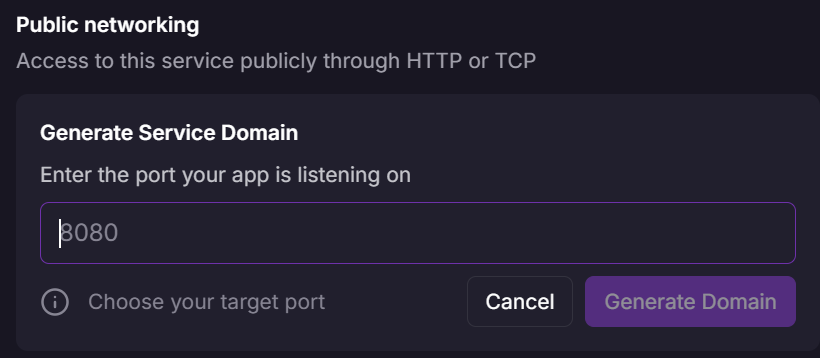 Public networking
Access to this service publicly through HTTP or TCP
Generate Service Domain
Enter the port your app is listening on
8080
Choose your target port
Cancel
Generate Domain